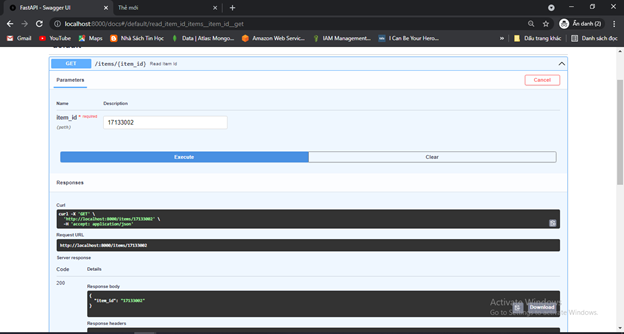 FastAPI - Swagger UI
Thẻ mới
localhost:8000/docs#/default/read_item_id_items__item_id__get
Ẩn danh (2)
Gmail YouTube Maps Nhà Sách Tin Học Data | Atlas: Mongo... Amazon Web Servic... IAM Management... I Can Be Your Hero... » Dấu trang khác Danh sách đọc
GET /items/{item_id} Read Item Id
Parameters
Cancel
Name Description
item_id * required
(path)
17133002
Execute Clear
Responses
Curl
curl -X 'GET' \
'http://localhost:8000/items/17133002' \
-H 'accept: application/json'
Request URL
http://localhost:8000/items/17133002
Server response
Code Details
200
Response body
{
"item_id": "17133002"
}
Download
Activate Windows
Go to Settings to activate Windows.
Response headers